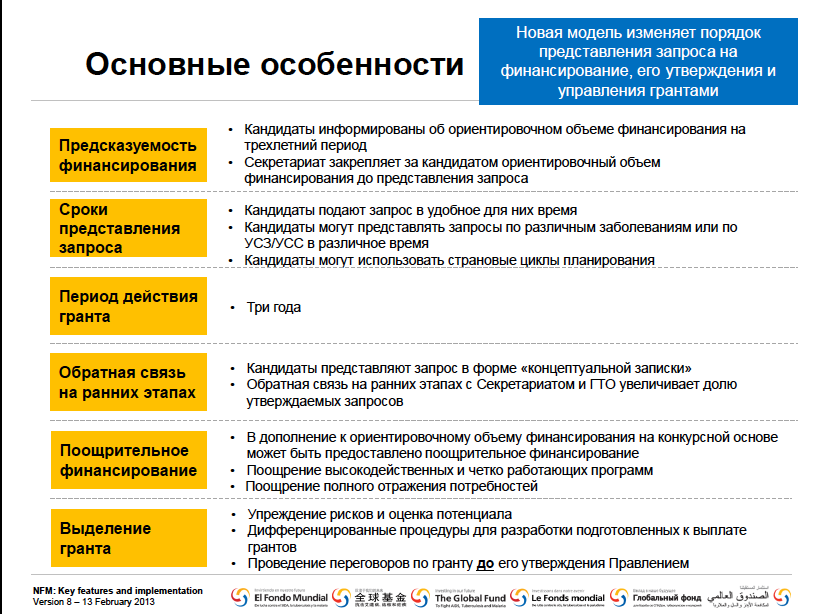 Основные особенности
Новая модель изменяет порядок
представления запроса на
финансирование, его утверждения и
управления грантами
Предсказуемость
финансирования
• Кандидаты информированы об ориентировочном объеме финансирования на
трехлетний период
• Секретариат закрепляет за кандидатом ориентировочный объем
финансирования до представления запроса
Сроки
представления
запроса
• Кандидаты подают запрос в удобное для них время
• Кандидаты могут представлять запросы по различным заболеваниям или по
УСЗ/УСС в различное время
• Кандидаты могут использовать страновые циклы планирования
Период действия
гранта
• Три года
Обратная связь
на ранних этапах
• Кандидаты представляют запрос в форме «концептуальной записки»
• Обратная связь на ранних этапах с Секретариатом и ГТО увеличивает долю
утверждаемых запросов
Поощрительное
финансирование
• В дополнение к ориентировочному объему финансирования на конкурсной основе
может быть предоставлено поощрительное финансирование
• Поощрение высокодейственных и четко работающих программ
• Поощрение полного отражения потребностей
Выделение
гранта
• Упреждение рисков и оценка потенциала
• Дифференцированные процедуры для разработки подготовленных к выплате
грантов
• Проведение переговоров по гранту до его утверждения Правлением
NFM: Key features and implementation
Version 8 – 13 February 2013
El Fondo Mundial
全球基金
The Global Fund
To Fight AIDS, Tuberculosis and Malaria
Le Fonds mondial
Глобальный фонд
الصندوق العالمي